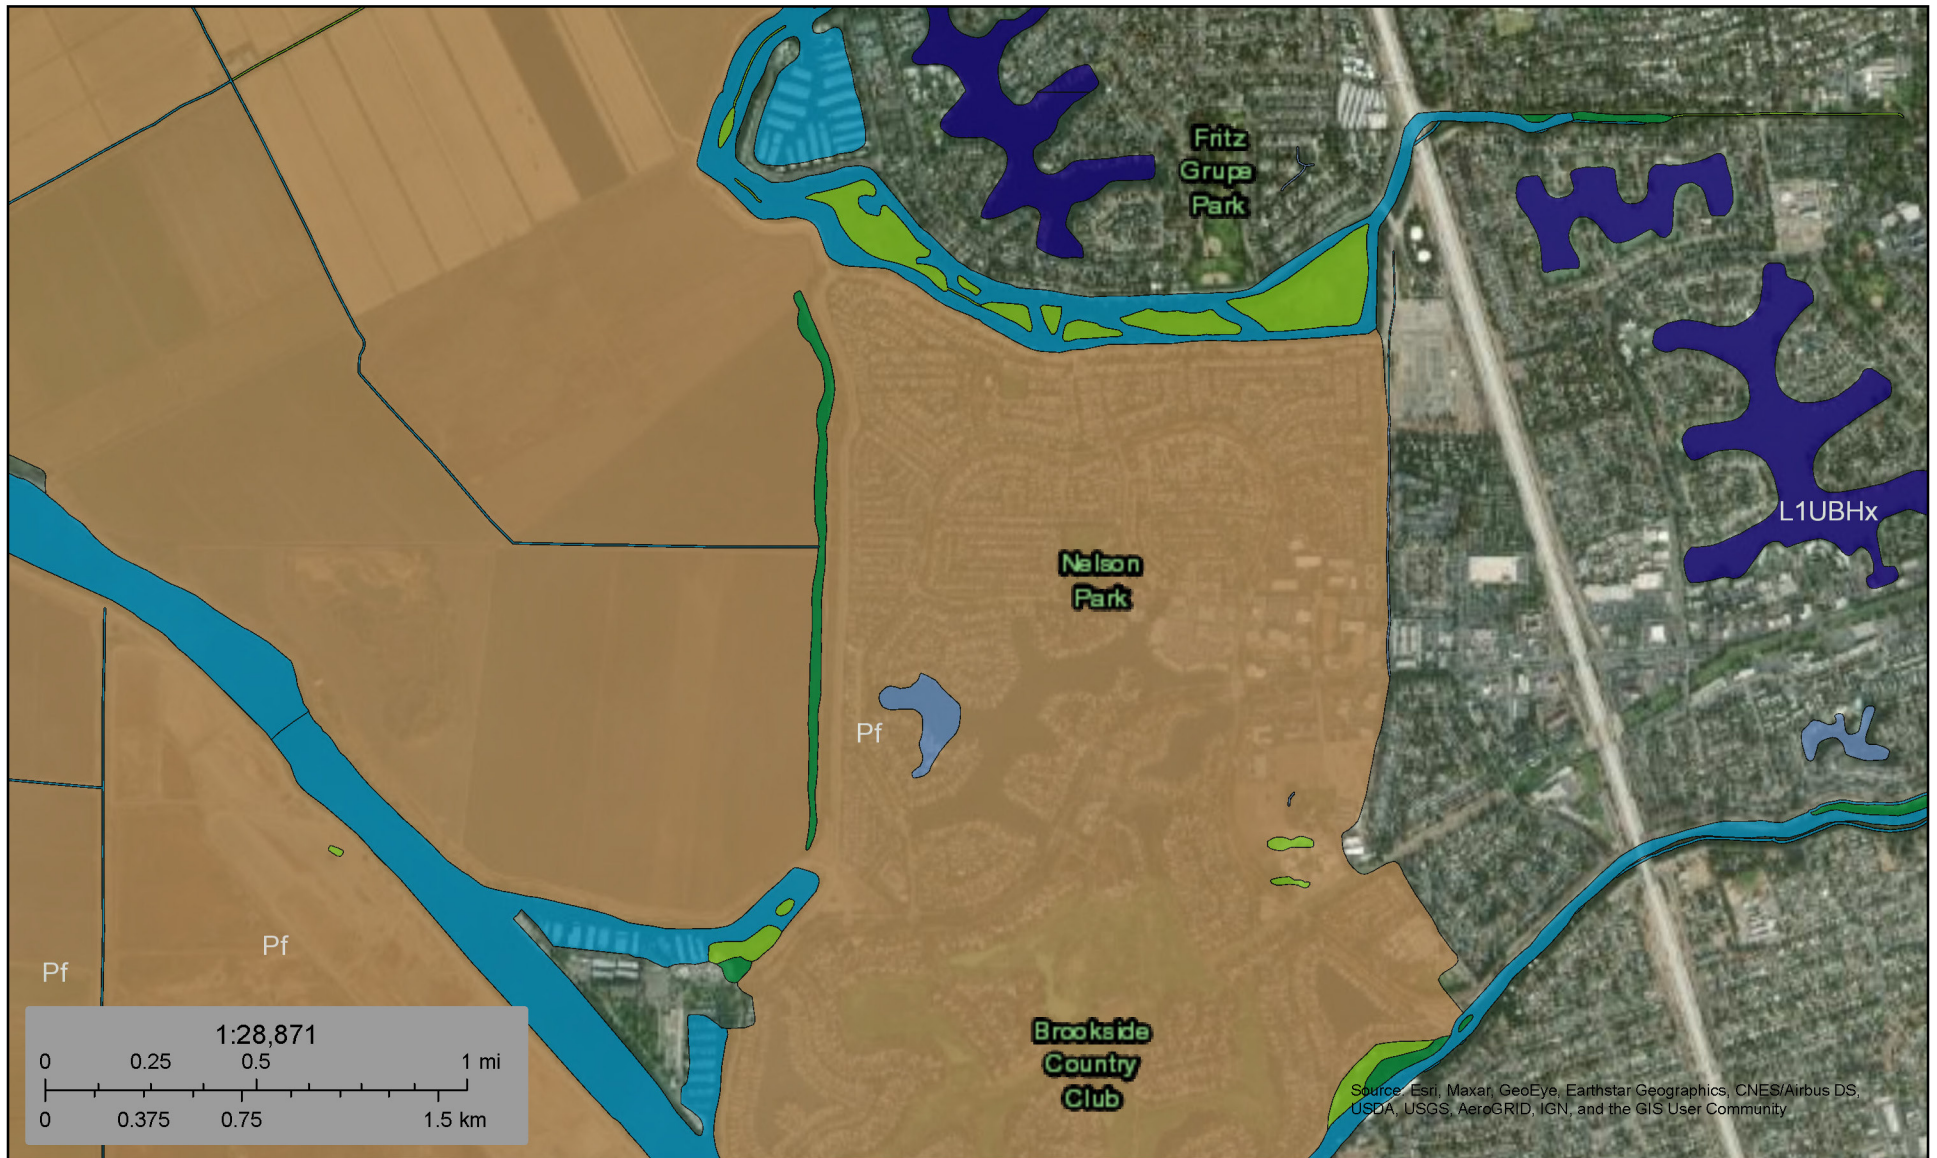 Fritz
Grupe
Park
L1UBHx
Nelson
Park
Pf
Pf
Pf
Brookside
Country
Club
1:28,871
0 0.25 0.5 1 mi
0 0.375 0.75 1.5 km
Source: Esri, Maxar, GeoEye, Earthstar Geographics, CNES/Airbus DS,
USDA, USGS, AeroGRID, IGN, and the GIS User Community